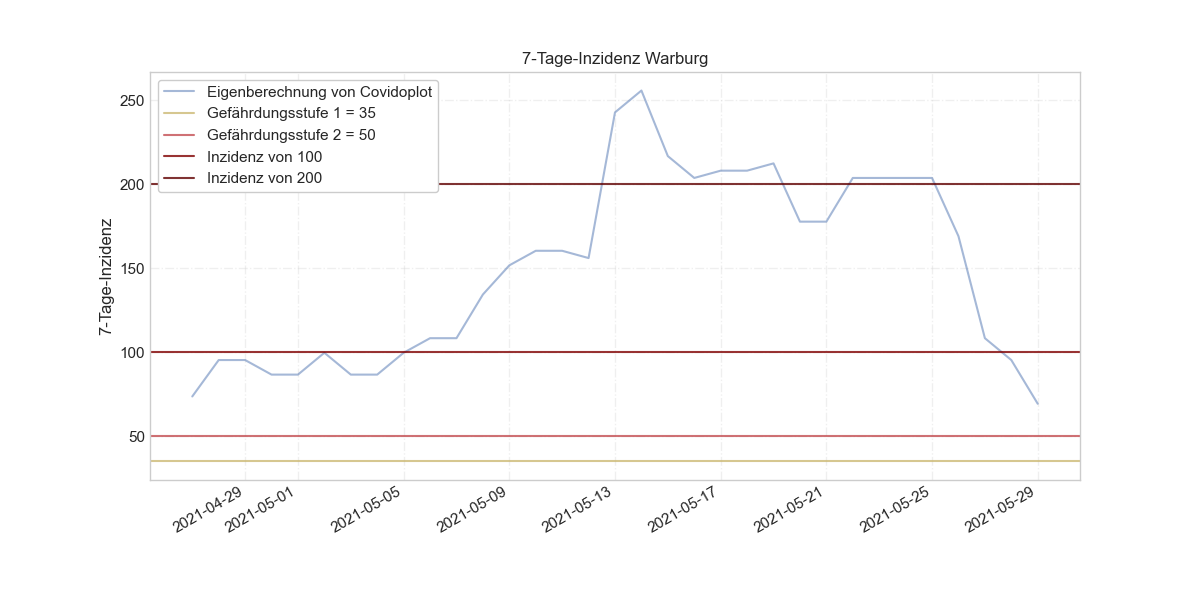 7-Tage-Inzidenz Warburg
Eigenberechnung von Covidoplot
Gefährdungsstufe 1 = 35
Gefährdungsstufe 2 = 50
Inzidenz von 100
Inzidenz von 200
7-Tage-Inzidenz
250
200
150
100
50
2021-04-29
2021-05-01
2021-05-05
2021-05-09
2021-05-13
2021-05-17
2021-05-21
2021-05-25
2021-05-29